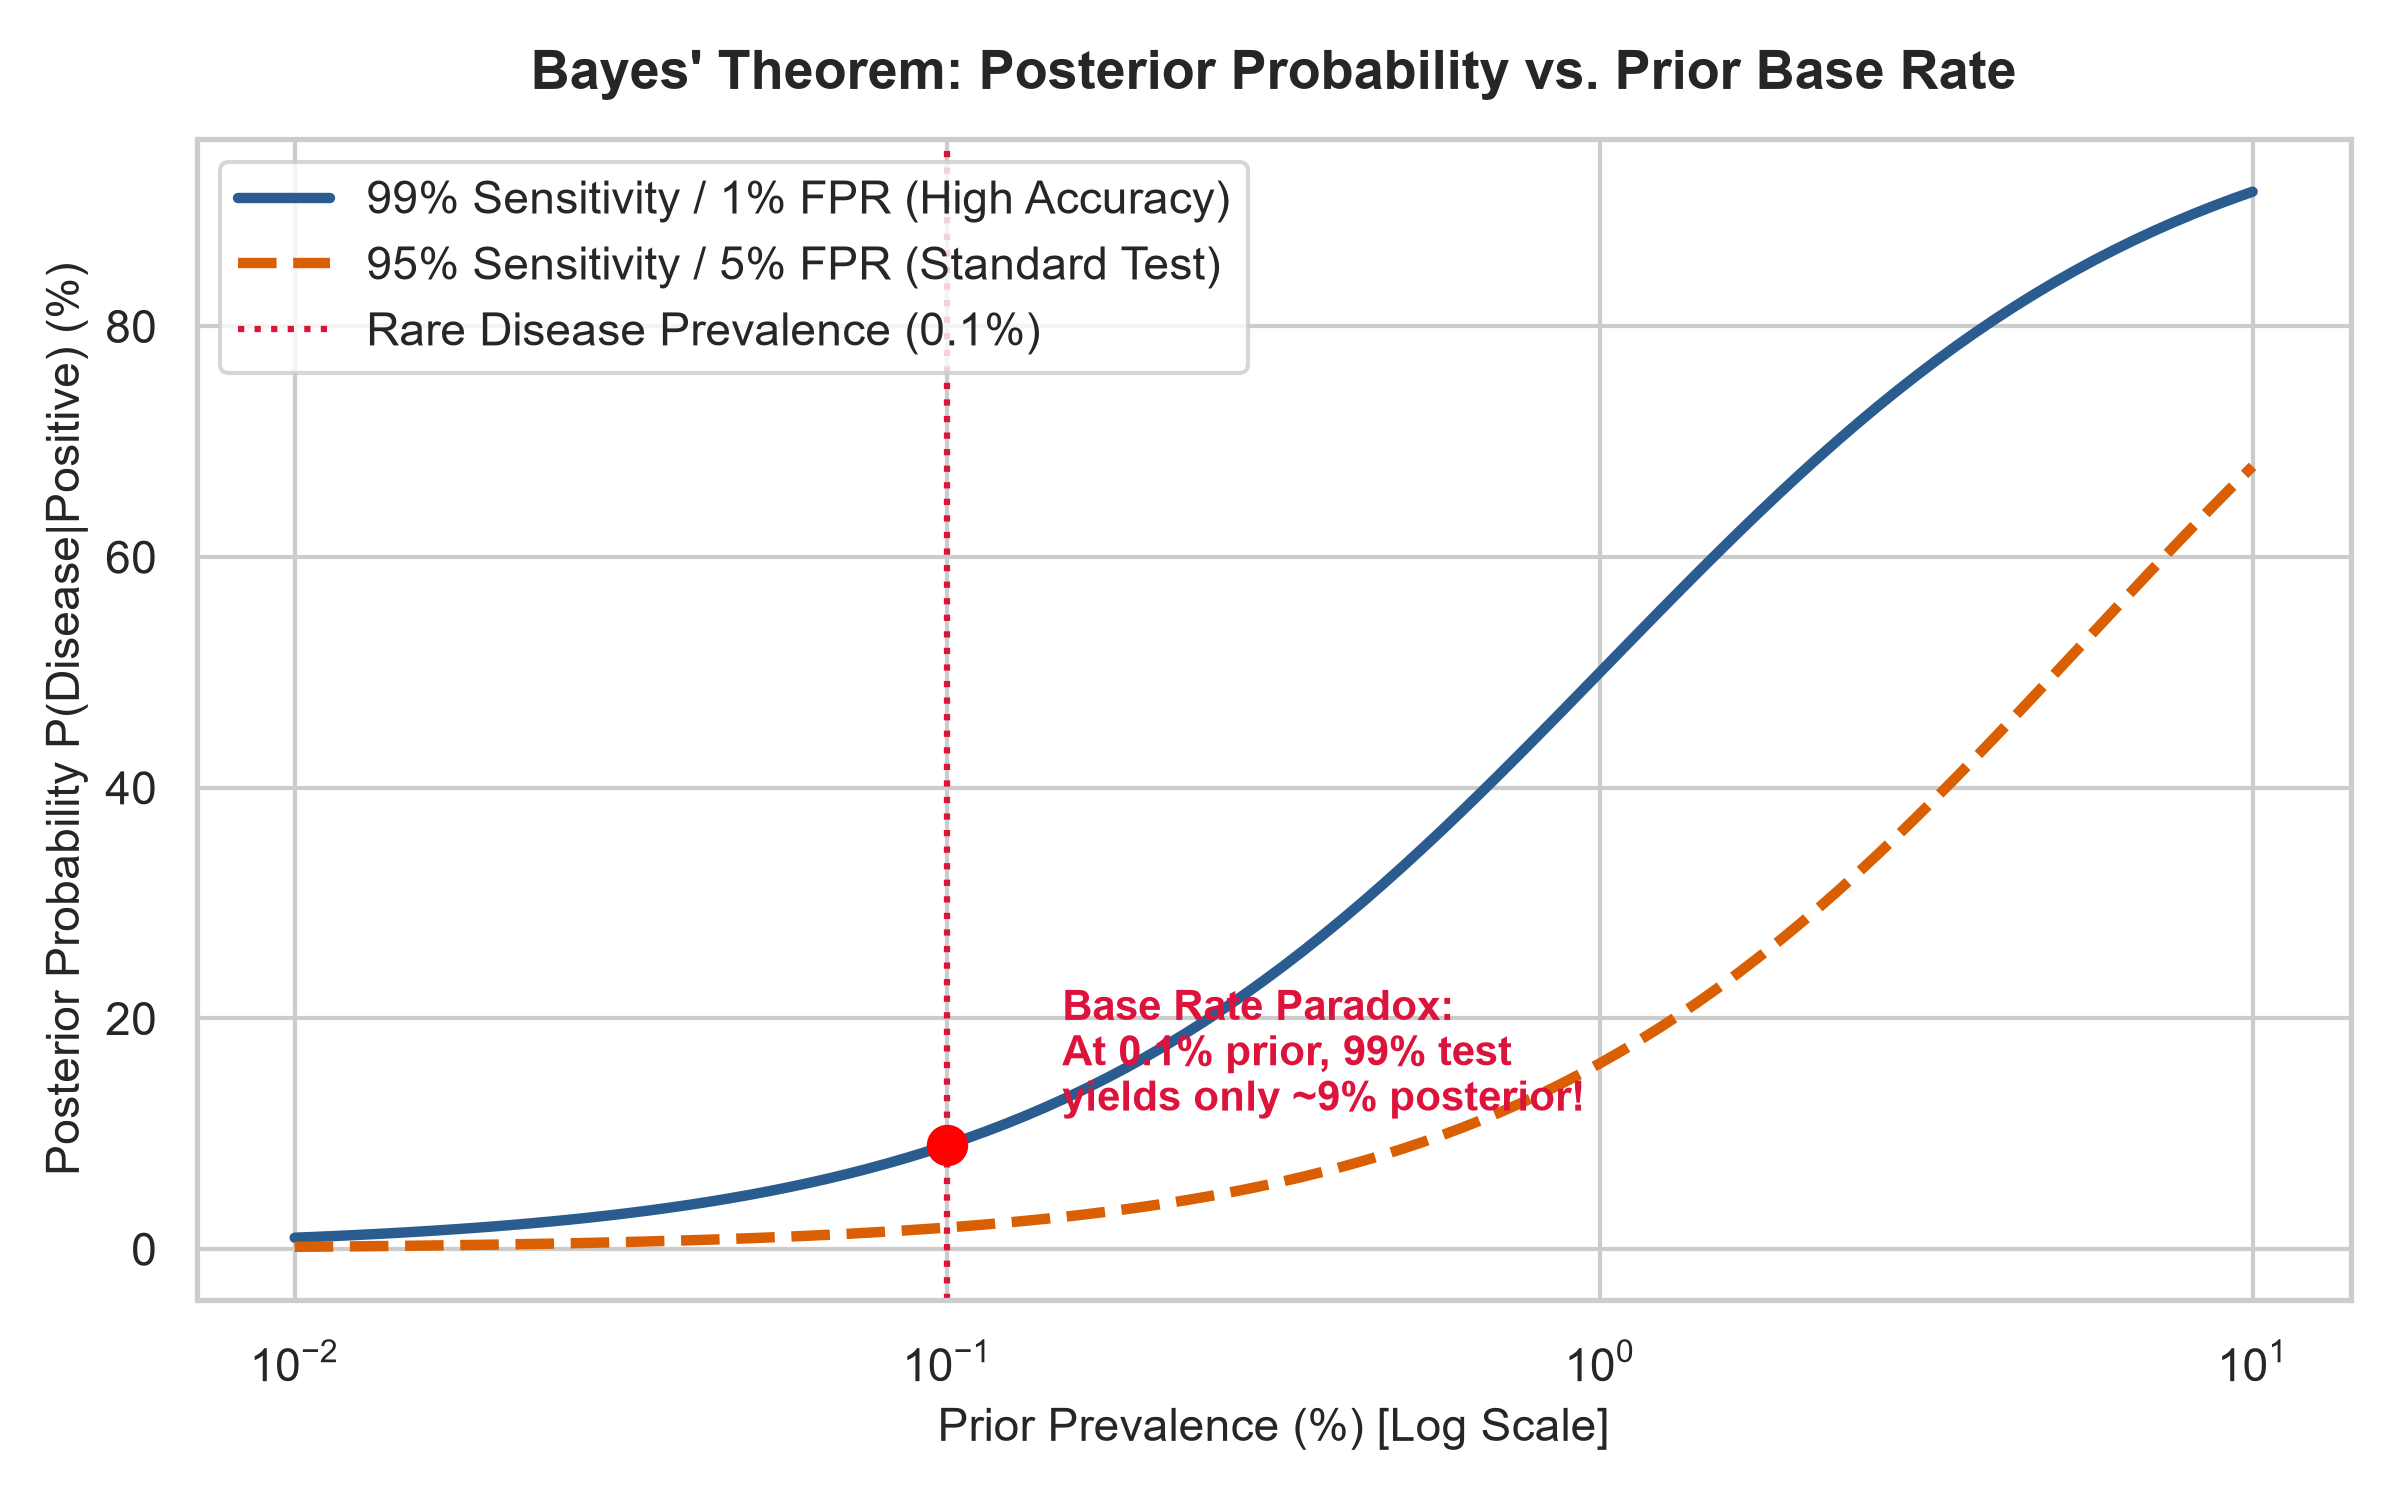 Bayes' Theorem: Posterior Probability vs. Prior Base Rate
99% Sensitivity / 1% FPR (High Accuracy)
95% Sensitivity / 5% FPR (Standard Test)
Rare Disease Prevalence (0.1%)
Posterior Probability P(Disease|Positive) (%)
80
60
40
20
0
Base Rate Paradox:
At 0.1% prior, 99% test
yields only ~9% posterior!
10⁻² 10⁻¹ 10⁰ 10¹
Prior Prevalence (%) [Log Scale]